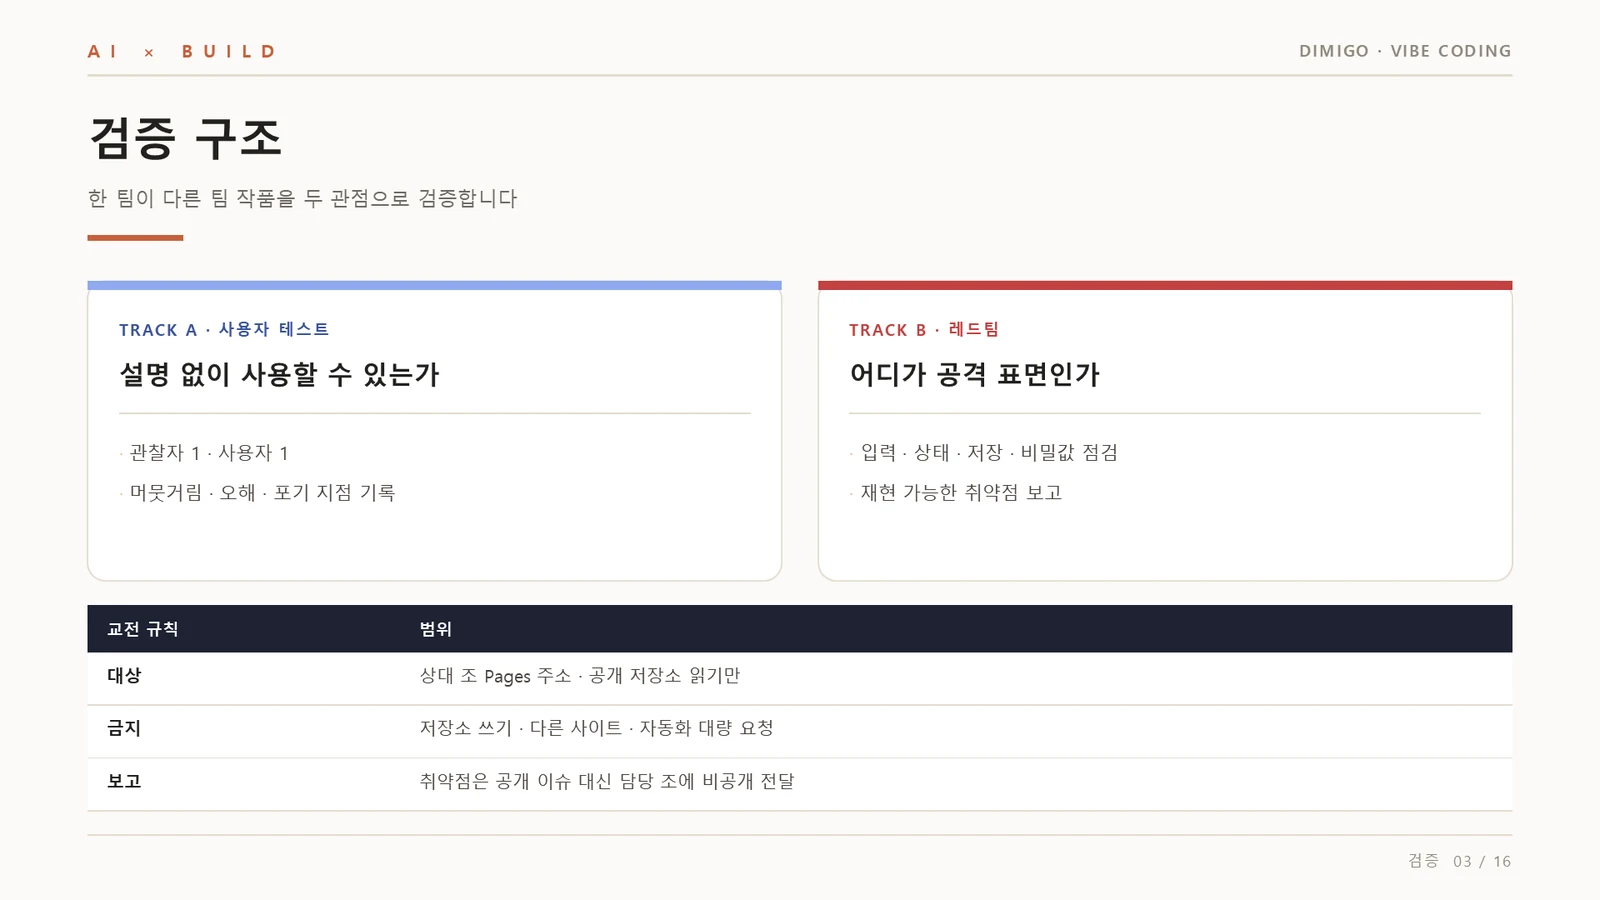 AI × BUILD
DIMIGO · VIBE CODING
검증 구조
한 팀이 다른 팀 작품을 두 관점으로 검증합니다
TRACK A · 사용자 테스트
설명 없이 사용할 수 있는가
· 관찰자 1 · 사용자 1
· 머뭇거림 · 오해 · 포기 지점 기록
TRACK B · 레드팀
어디가 공격 표면인가
· 입력 · 상태 · 저장 · 비밀값 점검
· 재현 가능한 취약점 보고
교전 규칙 범위
대상 상대 조 Pages 주소 · 공개 저장소 읽기만
금지 저장소 쓰기 · 다른 사이트 · 자동화 대량 요청
보고 취약점은 공개 이슈 대신 담당 조에 비공개 전달
검증 03 / 16